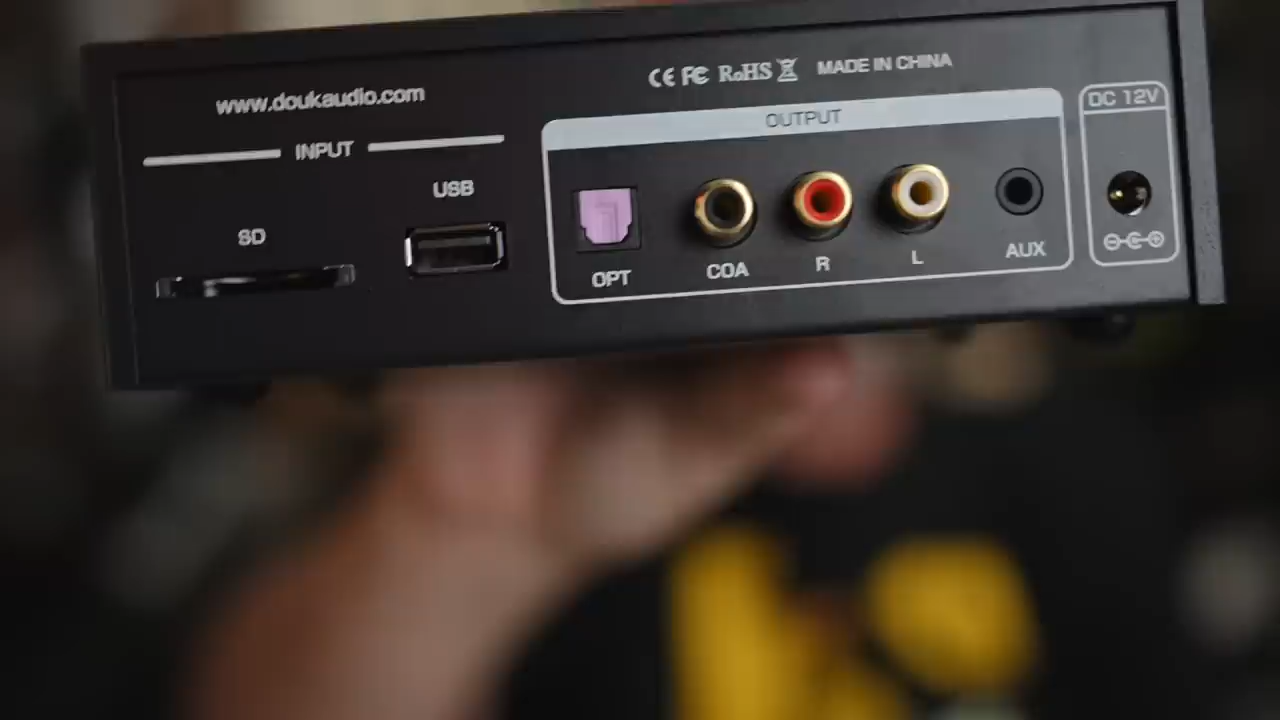 www.doukaudio.com
INPUT
SD
USB
CE FC RoHS MADE IN CHINA
OUTPUT
OPT
COA
R
L
AUX
DC 12V